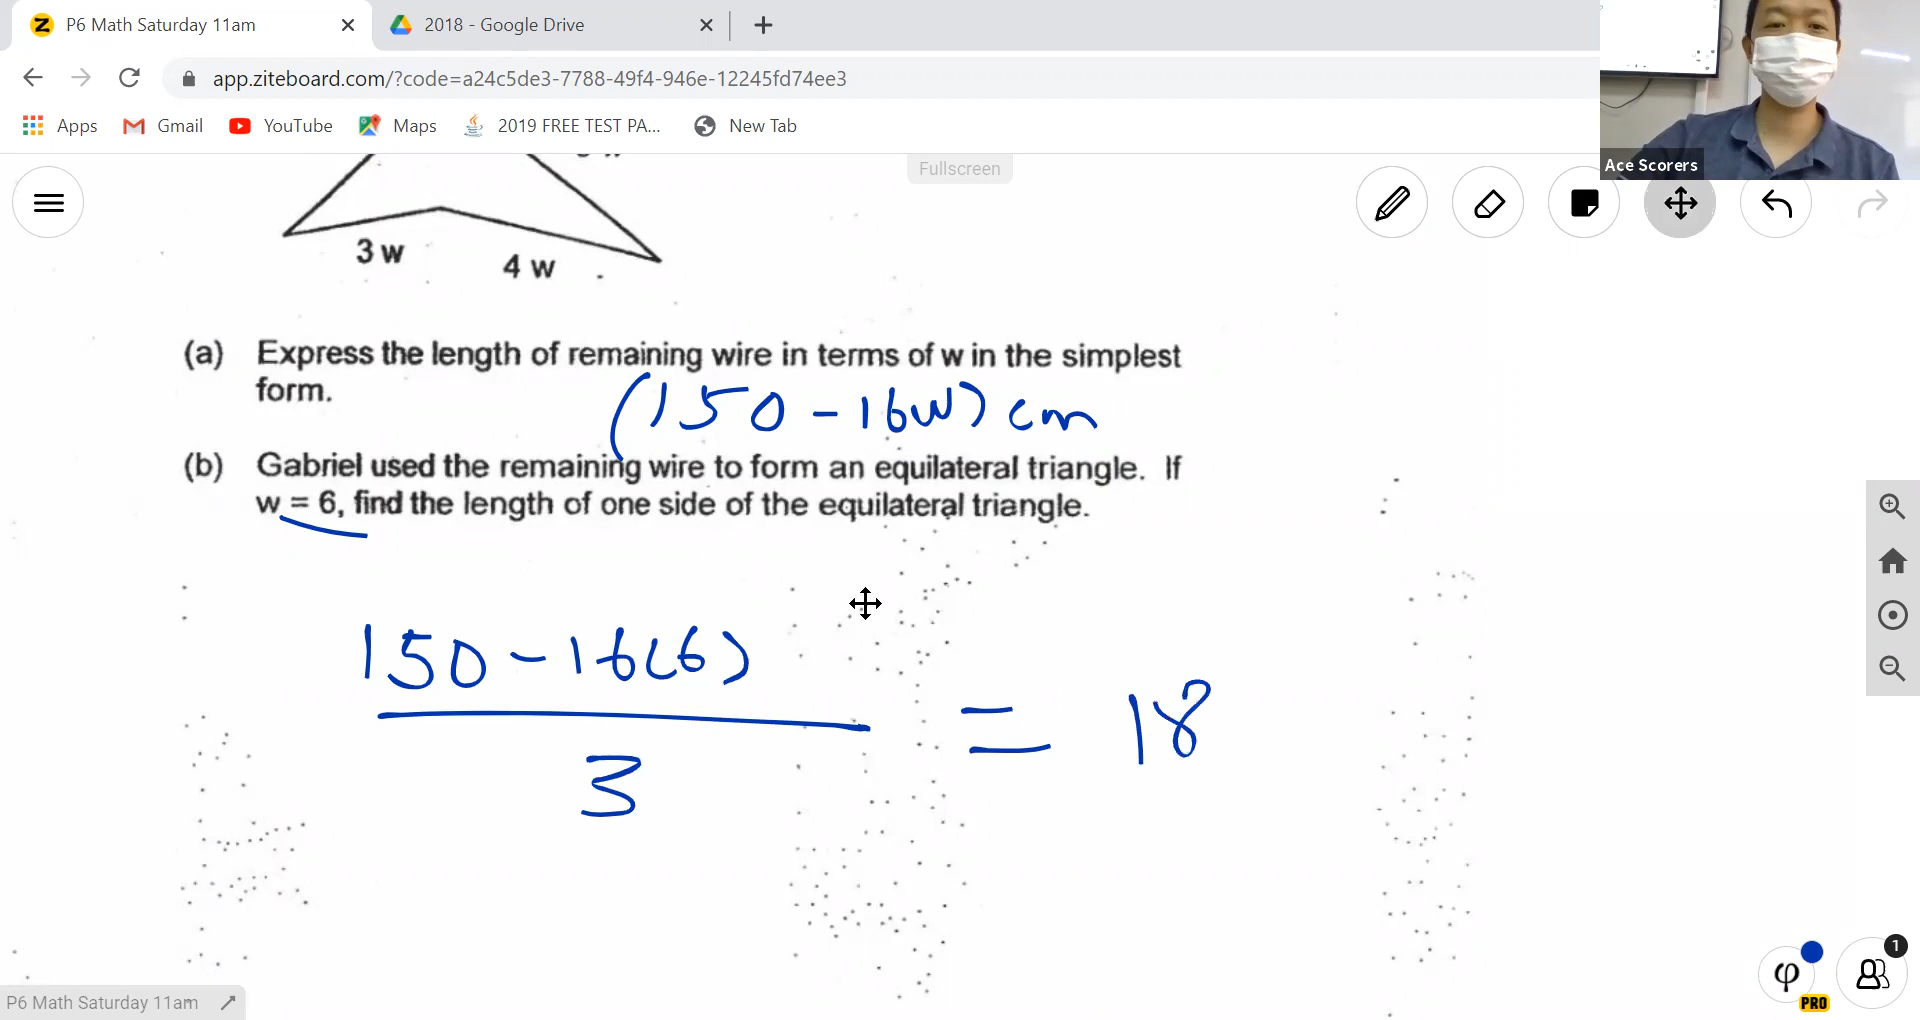 P6 Math Saturday 11am
2018 - Google Drive
app.ziteboard.com/?code=a24c5de3-7788-49f4-946e-12245fd74ee3
Apps
Gmail
YouTube
Maps
2019 FREE TEST PA...
New Tab
Ace Scorers
Fullscreen
3 w
4 w
(a) Express the length of remaining wire in terms of w in the simplest
form.
(150 - 16w) cm
(b) Gabriel used the remaining wire to form an equilateral triangle. If
w = 6, find the length of one side of the equilateral triangle.
150 - 16(6)
3
= 18
P6 Math Saturday 11am
φ
PRO
1